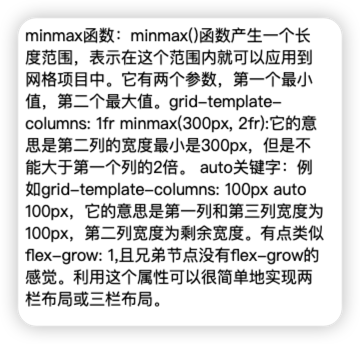 minmax函数：minmax()函数产生一个长
度范围，表示在这个范围内就可以应用到
网格项目中。它有两个参数，第一个最小
值，第二个最大值。grid-template-
columns: 1fr minmax(300px, 2fr):它的意
思是第二列的宽度最小是300px，但是不
能大于第一个列的2倍。 auto关键字：例
如grid-template-columns: 100px auto
100px，它的意思是第一列和第三列宽度为
100px，第二列宽度为剩余宽度。有点类似
flex-grow: 1,且兄弟节点没有flex-grow的
感觉。利用这个属性可以很简单地实现两
栏布局或三栏布局。